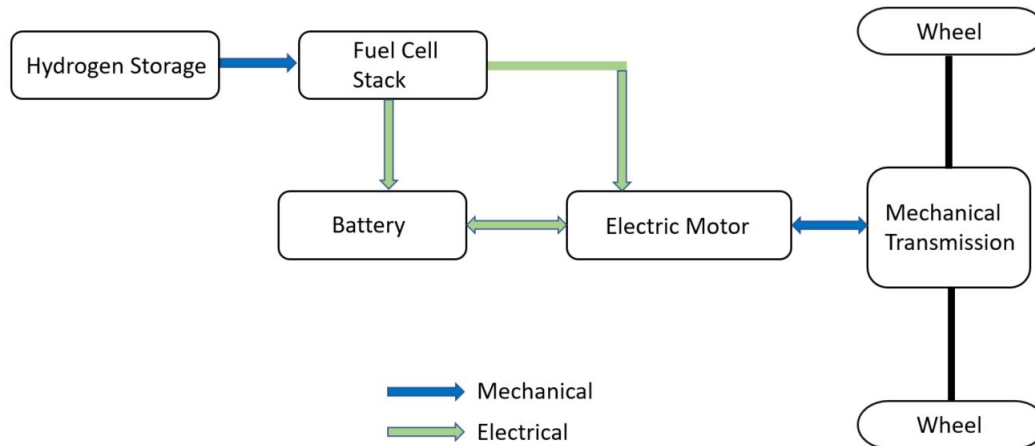 Wheel
Hydrogen Storage
Fuel Cell
Stack
Battery
Electric Motor
Mechanical
Transmission
Mechanical
Electrical
Wheel